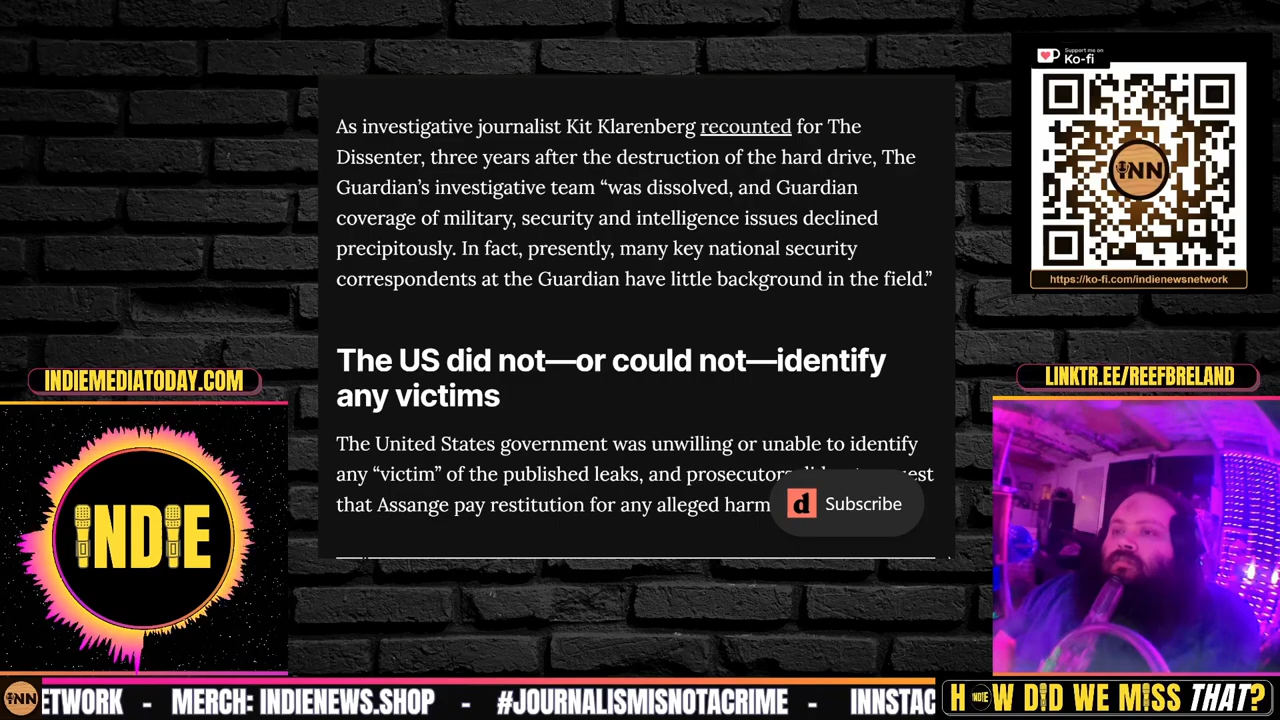 As investigative journalist Kit Klarenberg recounted for The
Dissenter, three years after the destruction of the hard drive, The
Guardian’s investigative team “was dissolved, and Guardian
coverage of military, security and intelligence issues declined
precipitously. In fact, presently, many key national security
correspondents at the Guardian have little background in the field.”
The US did not—or could not—identify
any victims
The United States government was unwilling or unable to identify
any “victim” of the published leaks, and prosecutors
that Assange pay restitution for any alleged harm
d Subscribe
Support me on
Ko-fi
INN
https://ko-fi.com/indienewsnetwork
INDIEMEDIATODAY.COM
INDIE
LINKTR.EE/REEFBRELAND
INN
ETWORK - MERCH: INDIENEWS.SHOP - #JOURNALISMISNOTACRIME - INNSTAC
HOW DID WE MISS THAT?